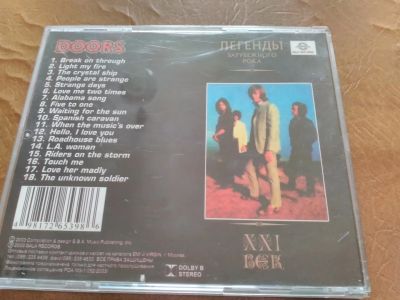 DOORS
1. Break on through
2. Light my fire
3. The crystal ship
4. People are strange
5. Strange days
6. Love me two times
7. Alabama song
8. Five to one
9. Waiting for the sun
10. Spanish caravan
11. When the music's over
12. Hello, I love you
13. Roadhouse blues
14. L.A. woman
15. Riders on the storm
16. Touch me
17. Love her madly
18. The unknown soldier
ЛЕГЕНДЫ
ЗАРУБЕЖНОГО
РОКА
XXI
ВЕК
4 981726 539886
DOLBY B
STEREO